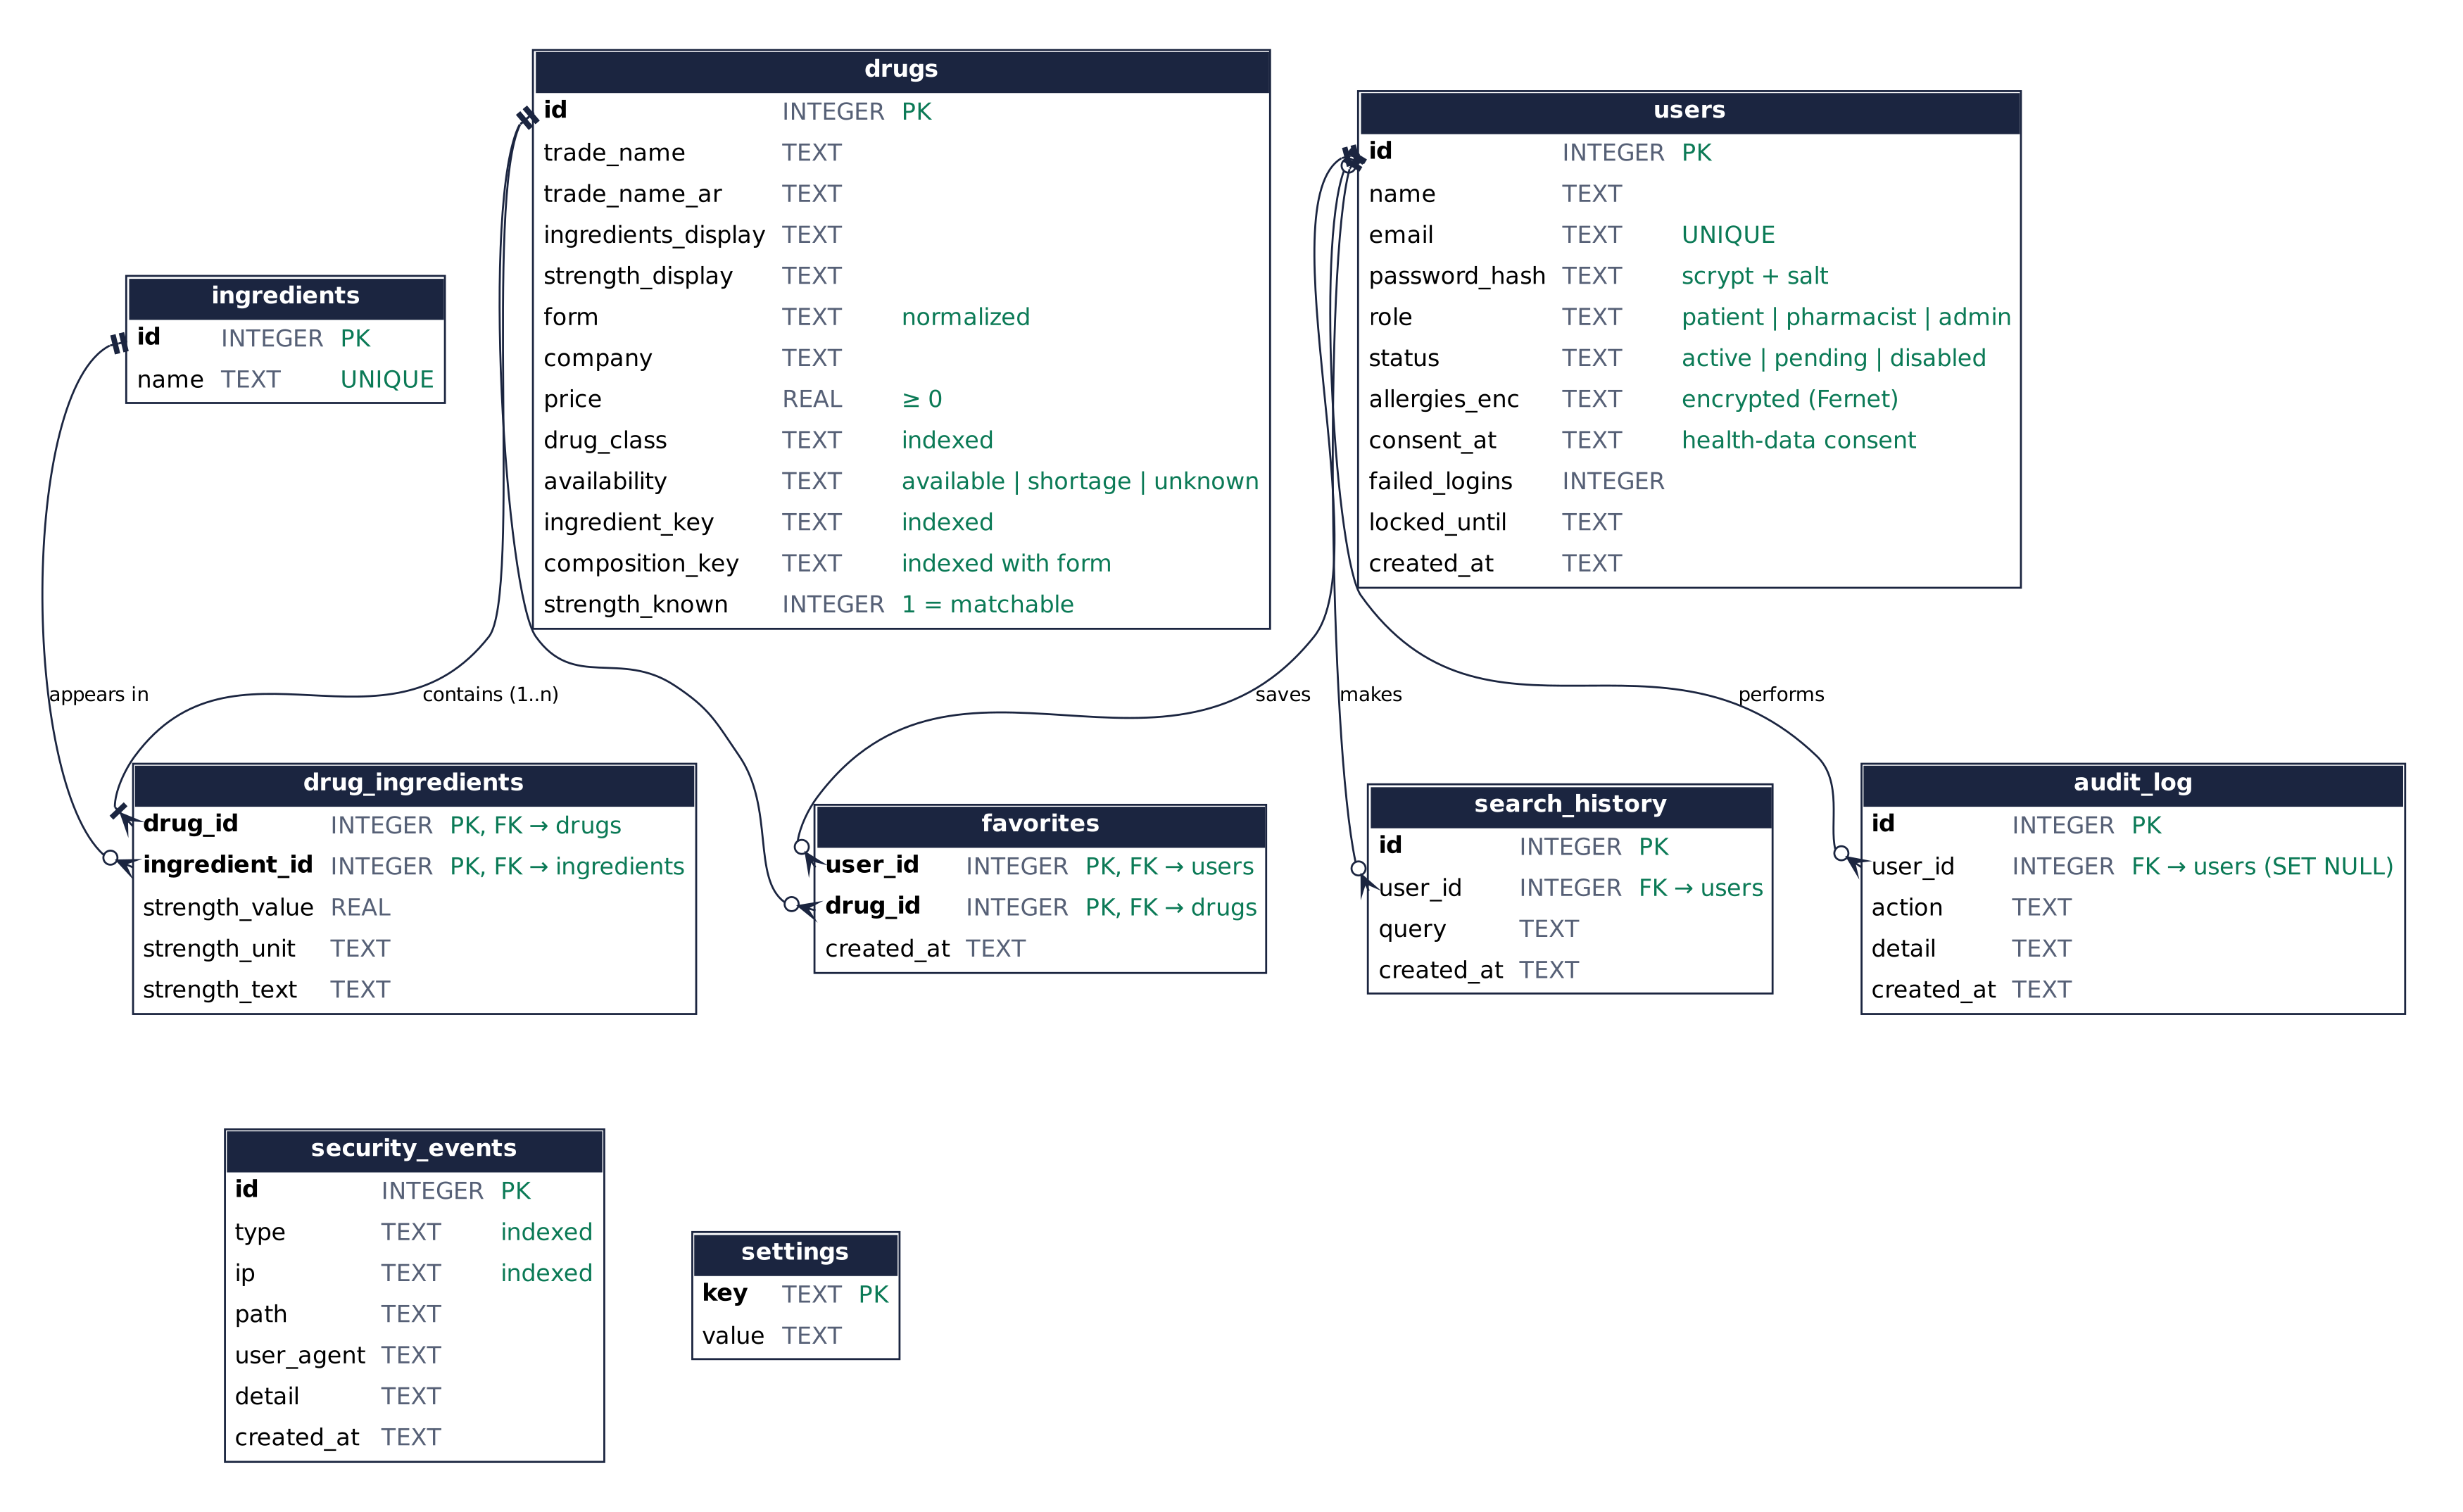 drugs
id INTEGER PK
trade_name TEXT
trade_name_ar TEXT
ingredients_display TEXT
strength_display TEXT
form TEXT normalized
company TEXT
price REAL ≥ 0
drug_class TEXT indexed
availability TEXT available | shortage | unknown
ingredient_key TEXT indexed
composition_key TEXT indexed with form
strength_known INTEGER 1 = matchable
users
id INTEGER PK
name TEXT
email TEXT UNIQUE
password_hash TEXT scrypt + salt
role TEXT patient | pharmacist | admin
status TEXT active | pending | disabled
allergies_enc TEXT encrypted (Fernet)
consent_at TEXT health-data consent
failed_logins INTEGER
locked_until TEXT
created_at TEXT
ingredients
id INTEGER PK
name TEXT UNIQUE
appears in
contains (1..n)
saves
makes
performs
drug_ingredients
drug_id INTEGER PK, FK → drugs
ingredient_id INTEGER PK, FK → ingredients
strength_value REAL
strength_unit TEXT
strength_text TEXT
favorites
user_id INTEGER PK, FK → users
drug_id INTEGER PK, FK → drugs
created_at TEXT
search_history
id INTEGER PK
user_id INTEGER FK → users
query TEXT
created_at TEXT
audit_log
id INTEGER PK
user_id INTEGER FK → users (SET NULL)
action TEXT
detail TEXT
created_at TEXT
security_events
id INTEGER PK
type TEXT indexed
ip TEXT indexed
path TEXT
user_agent TEXT
detail TEXT
created_at TEXT
settings
key TEXT PK
value TEXT